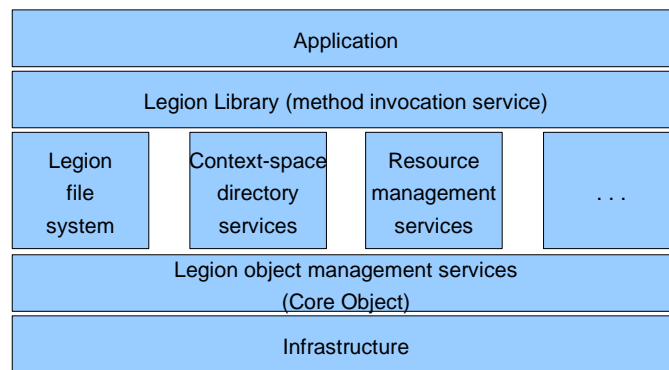 Application
Legion Library (method invocation service)
Legion
file
system
Context-space
directory
services
Resource
management
services
. . .
Legion object management services
(Core Object)
Infrastructure